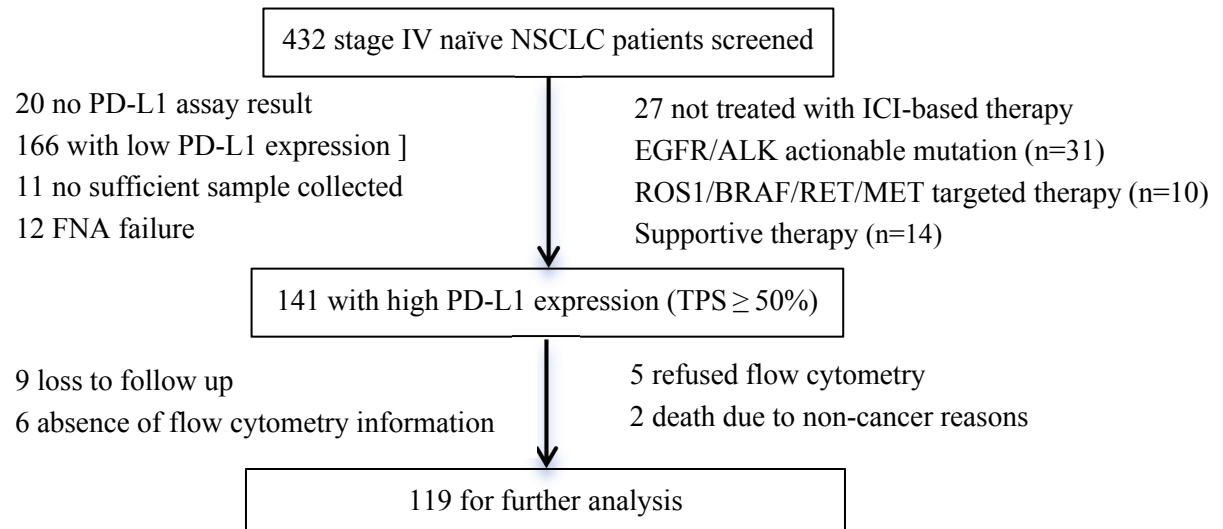 432 stage IV naïve NSCLC patients screened
20 no PD-L1 assay result
166 with low PD-L1 expression ]
11 no sufficient sample collected
12 FNA failure
27 not treated with ICI-based therapy
EGFR/ALK actionable mutation (n=31)
ROS1/BRAF/RET/MET targeted therapy (n=10)
Supportive therapy (n=14)
141 with high PD-L1 expression (TPS ≥ 50%)
9 loss to follow up
6 absence of flow cytometry information
5 refused flow cytometry
2 death due to non-cancer reasons
119 for further analysis